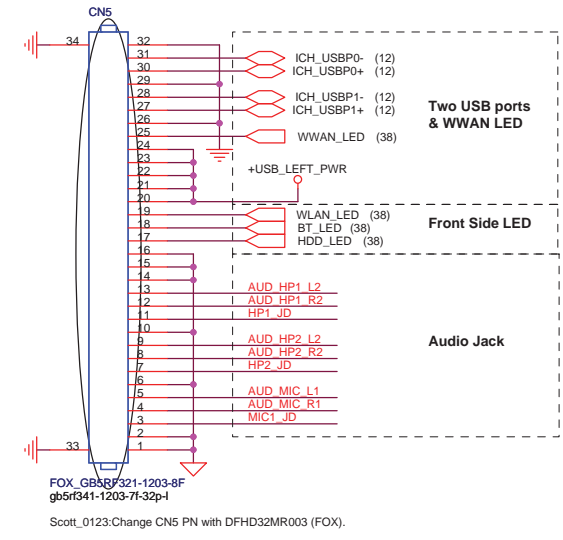 CN5
34
32
31
30
29
28
27
26
25
24
23
22
21
20
19
18
17
16
15
14
13
12
11
10
9
8
7
6
5
4
3
2
33
1
ICH_USBP0- (12)
ICH_USBP0+ (12)
ICH_USBP1- (12)
ICH_USBP1+ (12)
WWAN_LED (38)
Two USB ports
& WWAN LED
+USB_LEFT_PWR
WLAN_LED (38)
BT_LED (38)
HDD_LED (38)
Front Side LED
AUD_HP1_L2
AUD_HP1_R2
HP1_JD
AUD_HP2_L2
AUD_HP2_R2
HP2_JD
AUD_MIC_L1
AUD_MIC_R1
MIC1_JD
Audio Jack
FOX_GB5RF321-1203-8F
gb5rf341-1203-7f-32p-l
Scott_0123:Change CN5 PN with DFHD32MR003 (FOX).